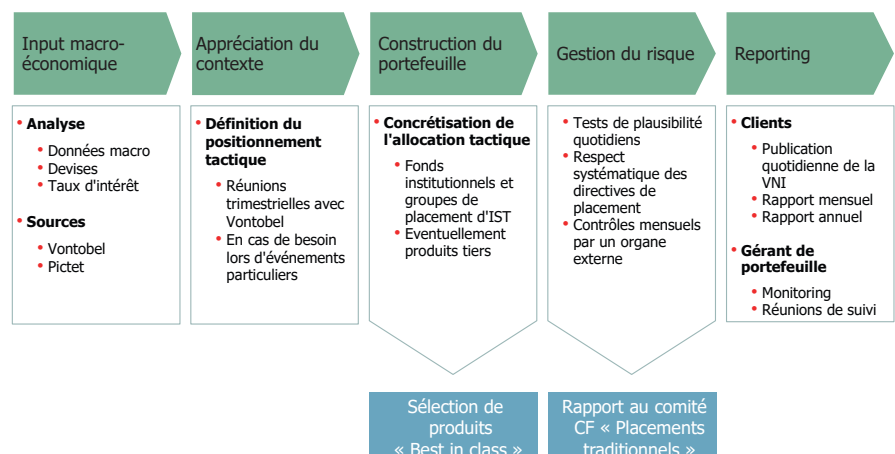 Input macro-
économique
Appréciation du
contexte
Construction du
portefeuille
Gestion du risque
Reporting
• Analyse
• Données macro
• Devises
• Taux d'intérêt
• Sources
• Vontobel
• Pictet
• Définition du
positionnement
tactique
• Réunions
trimestrielles avec
Vontobel
• En cas de besoin
lors d'événements
particuliers
• Concrétisation de
l'allocation tactique
• Fonds
institutionnels et
groupes de
placement d'IST
• Eventuellement
produits tiers
• Tests de plausibilité
quotidiens
• Respect
systématique des
directives de
placement
• Contrôles mensuels
par un organe
externe
• Clients
• Publication
quotidienne de la
VNI
• Rapport mensuel
• Rapport annuel
• Gérant de
portefeuille
• Monitoring
• Réunions de suivi
Sélection de
produits
« Best in class »
Rapport au comité
CF « Placements
traditionnels »